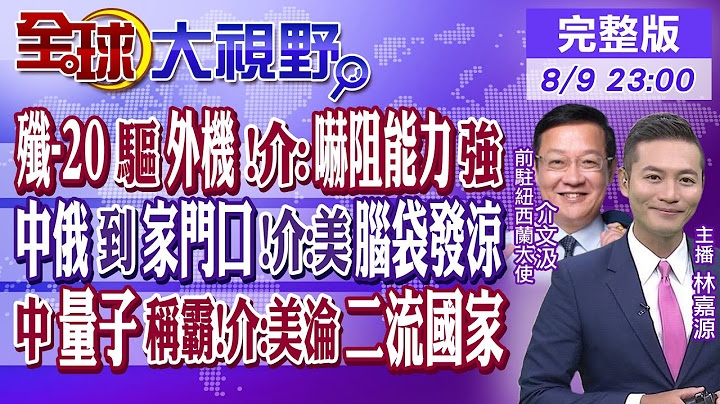 全球大視野
完整版
8/9 23:00
殲-20驅外機!介:嚇阻能力強
中俄到家門口!介:美腦袋發涼
中量子稱霸!介:美淪二流國家
前駐紐西蘭大使
介文汲
主播 林嘉源